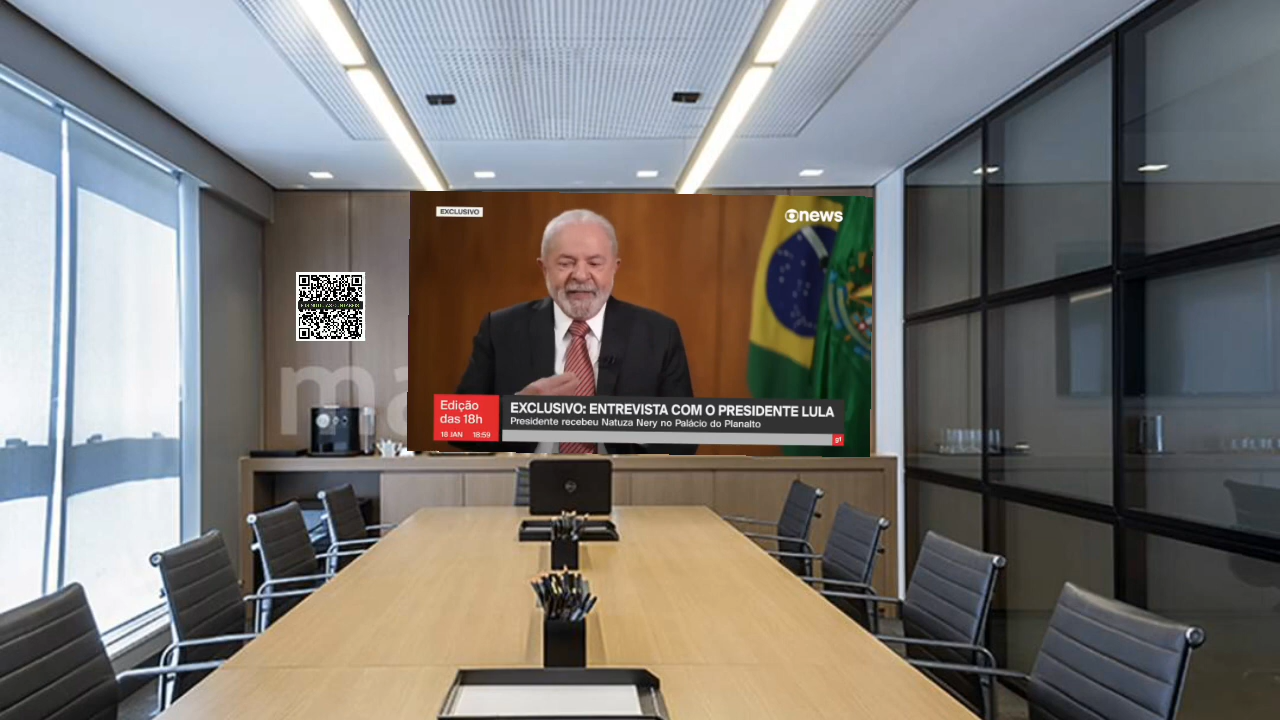 EXCLUSIVO
news
Edição
das 18h
18 JAN 18:59
EXCLUSIVO: ENTREVISTA COM O PRESIDENTE LULA
Presidente recebeu Natuza Nery no Palácio do Planalto
g1
DELL